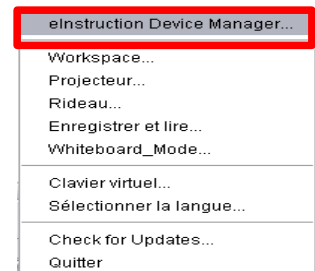 eInstruction Device Manager...
Workspace...
Projecteur...
Rideau...
Enregistrer et lire...
Whiteboard_Mode...
Clavier virtuel...
Sélectionner la langue...
Check for Updates...
Quitter